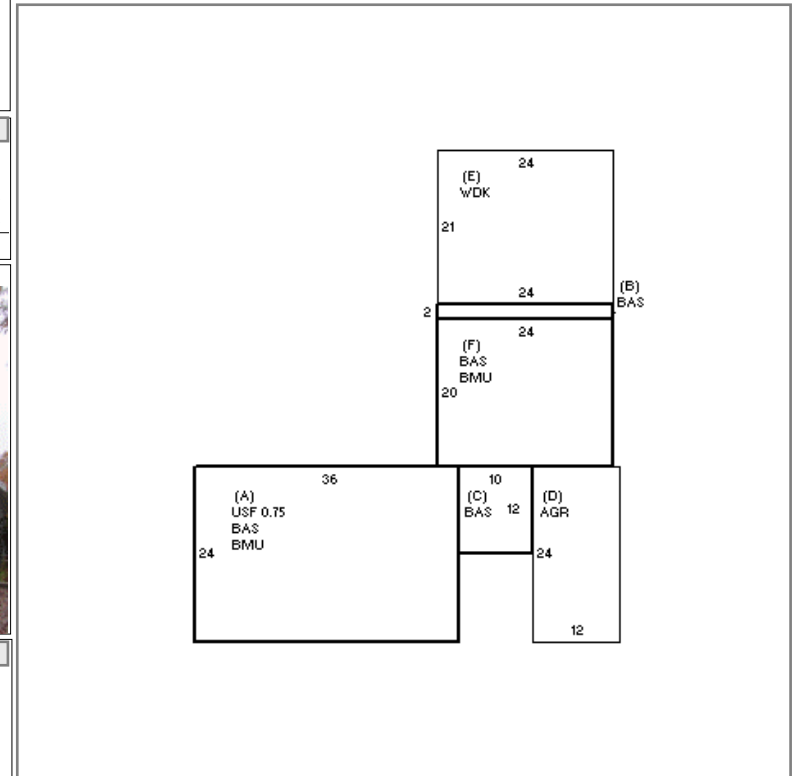 24
(E)
WDK
21
24
(B)
BAS
2
24
(F)
BAS
BMU
20
36
10
(A)
USF 0.75
BAS
BMU
(C)
BAS
12
(D)
AGR
24
24
12